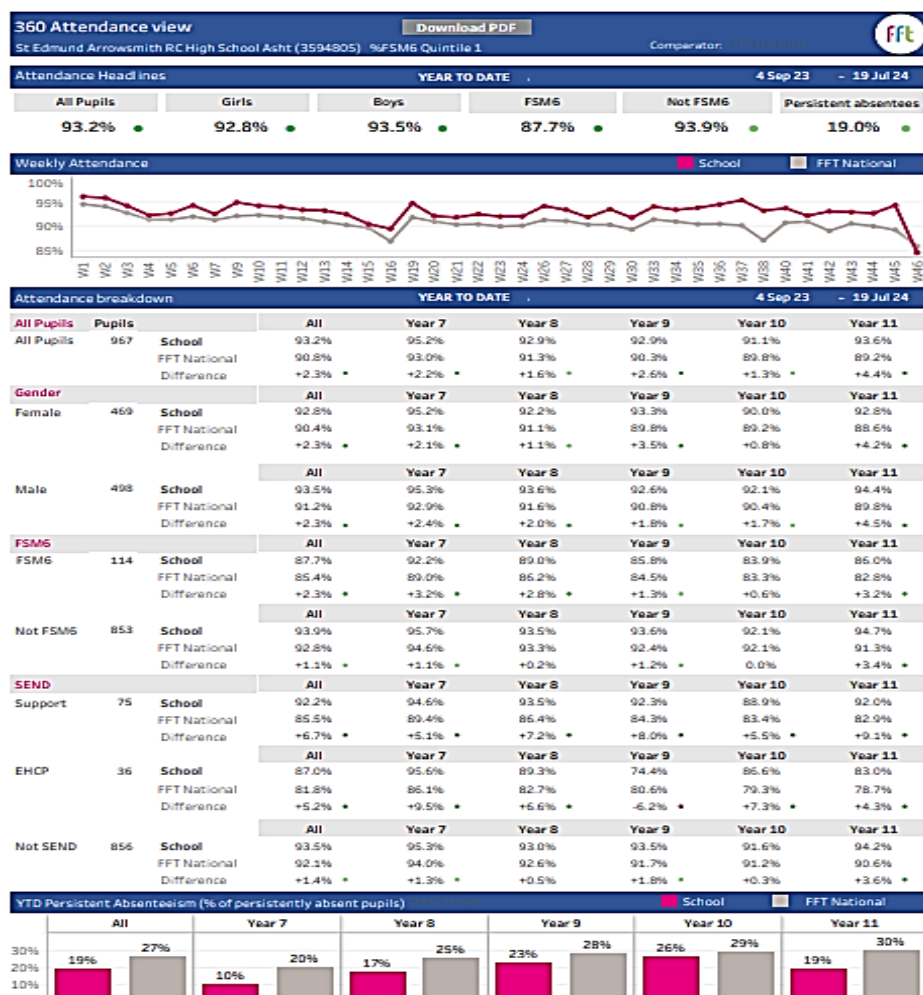 360 Attendance view Download PDF
St Edmund Arrowsmith RC High School Asht (3594805) %FSM6 Quintile 1 Comparator:
fft
Attendance Headlines YEAR TO DATE 4 Sep 23 - 19 Jul 24
All Pupils Girls Boys FSM6 Not FSM6 Persistent absentees
93.2% 92.8% 93.5% 87.7% 93.9% 19.0%
Weekly Attendance School FFT National
100%
95%
90%
85%
W1 W2 W3 W4 W5 W6 W7 W9 W10 W11 W12 W13 W14 W15 W16 W19 W20 W21 W22 W23 W24 W26 W27 W28 W29 W30 W33 W34 W35 W36 W37 W38 W40 W41 W42 W43 W44 W45 W46
Attendance breakdown YEAR TO DATE 4 Sep 23 - 19 Jul 24
All Pupils Pupils All Year 7 Year 8 Year 9 Year 10 Year 11
All Pupils 967 School 93.2% 95.2% 92.9% 92.9% 91.1% 93.6%
FFT National 90.8% 93.0% 91.3% 90.3% 89.8% 89.2%
Difference +2.3% +2.2% +1.6% +2.6% +1.3% +4.4%
Gender All Year 7 Year 8 Year 9 Year 10 Year 11
Female 469 School 92.8% 95.2% 92.2% 93.3% 90.0% 92.8%
FFT National 90.4% 93.1% 91.1% 89.8% 89.2% 88.6%
Difference +2.3% +2.1% +1.1% +3.5% +0.8% +4.2%
All Year 7 Year 8 Year 9 Year 10 Year 11
Male 498 School 93.5% 95.3% 93.6% 92.6% 92.1% 94.4%
FFT National 91.2% 92.9% 91.6% 90.8% 90.4% 89.8%
Difference +2.3% +2.4% +2.0% +1.8% +1.7% +4.5%
FSM6 All Year 7 Year 8 Year 9 Year 10 Year 11
FSM6 114 School 87.7% 92.2% 89.0% 85.8% 83.9% 86.0%
FFT National 85.4% 89.0% 86.2% 84.5% 83.3% 82.8%
Difference +2.3% +3.2% +2.8% +1.3% +0.6% +3.2%
All Year 7 Year 8 Year 9 Year 10 Year 11
Not FSM6 853 School 93.9% 95.7% 93.5% 93.6% 92.1% 94.7%
FFT National 92.8% 94.6% 93.3% 92.4% 92.1% 91.3%
Difference +1.1% +1.1% +0.2% +1.2% 0.0% +3.4%
SEND All Year 7 Year 8 Year 9 Year 10 Year 11
Support 75 School 92.2% 94.6% 93.5% 92.3% 88.9% 92.0%
FFT National 85.5% 89.4% 86.4% 84.3% 83.4% 82.9%
Difference +6.7% +5.1% +7.2% +8.0% +5.5% +9.1%
All Year 7 Year 8 Year 9 Year 10 Year 11
EHCP 36 School 87.0% 95.6% 89.3% 74.4% 86.6% 83.0%
FFT National 81.8% 86.1% 82.7% 80.6% 79.3% 78.7%
Difference +5.2% +9.5% +6.6% -6.2% +7.3% +4.3%
All Year 7 Year 8 Year 9 Year 10 Year 11
Not SEND 856 School 93.5% 95.3% 93.0% 93.5% 91.6% 94.2%
FFT National 92.1% 94.0% 92.6% 91.7% 91.2% 90.6%
Difference +1.4% +1.3% +0.5% +1.8% +0.3% +3.6%
YTD Persistent Absenteeism (% of persistently absent pupils) School FFT National
All Year 7 Year 8 Year 9 Year 10 Year 11
30% 19% 27% 10% 20% 17% 25% 23% 28% 26% 29% 19% 30%
20%
10%